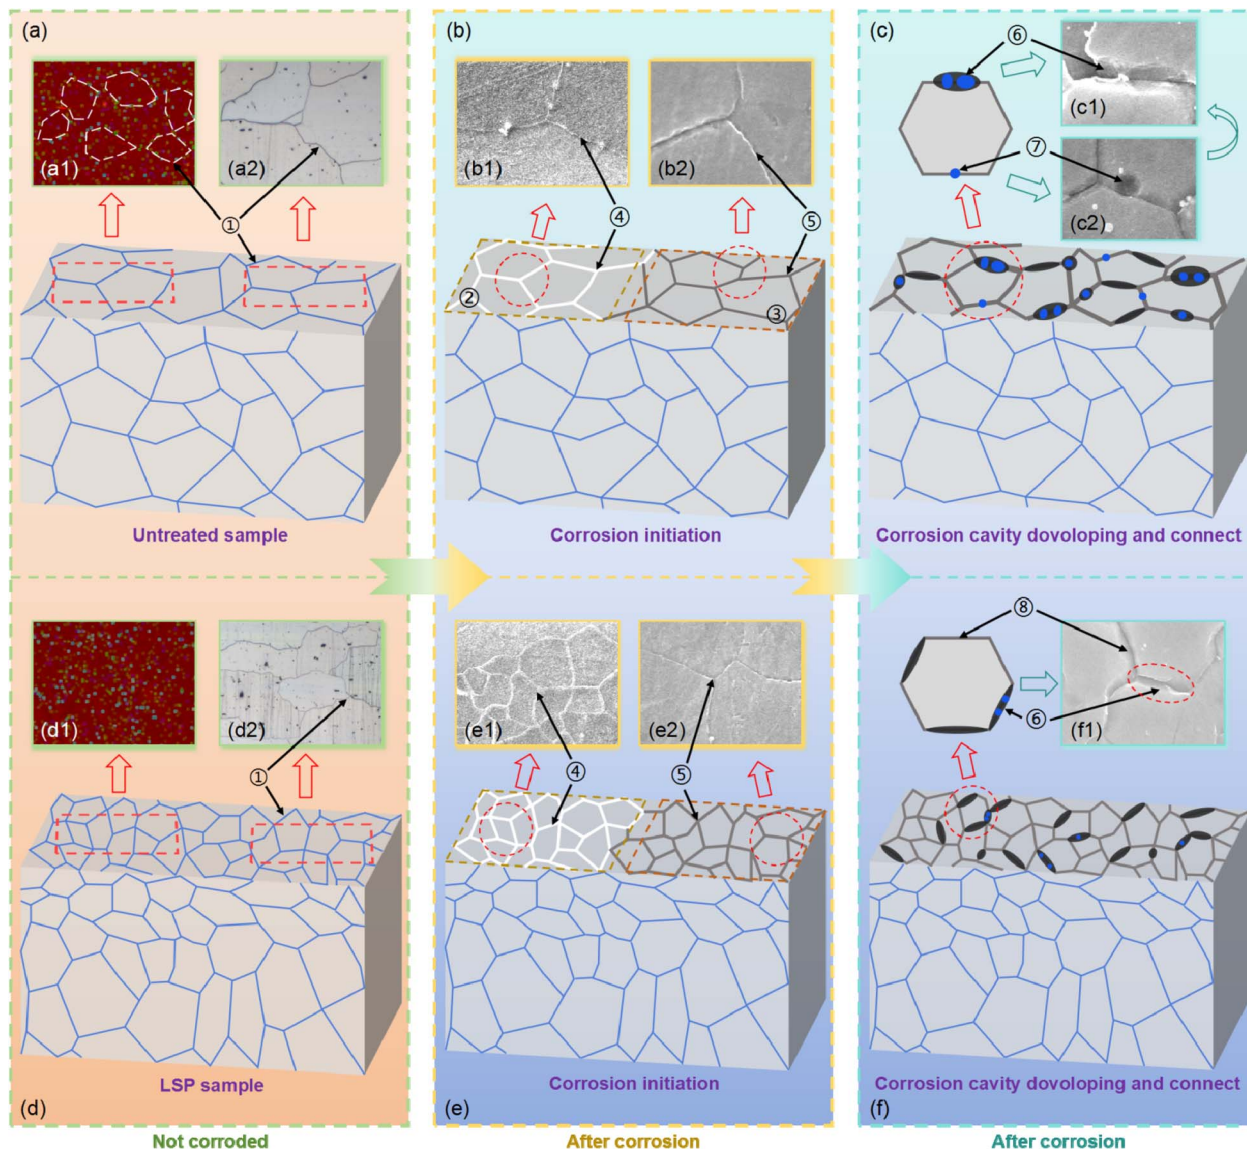 (a)
(a1)
(a2)
①
Untreated sample
(b)
(b1)
(b2)
④
⑤
②
③
Corrosion initiation
(c)
⑥
(c1)
⑦
(c2)
Corrosion cavity dovoloping and connect
(d1)
(d2)
①
LSP sample
(d)
Not corroded
(e1)
(e2)
④
⑤
Corrosion initiation
(e)
After corrosion
⑧
⑥
(f1)
Corrosion cavity dovoloping and connect
(f)
After corrosion